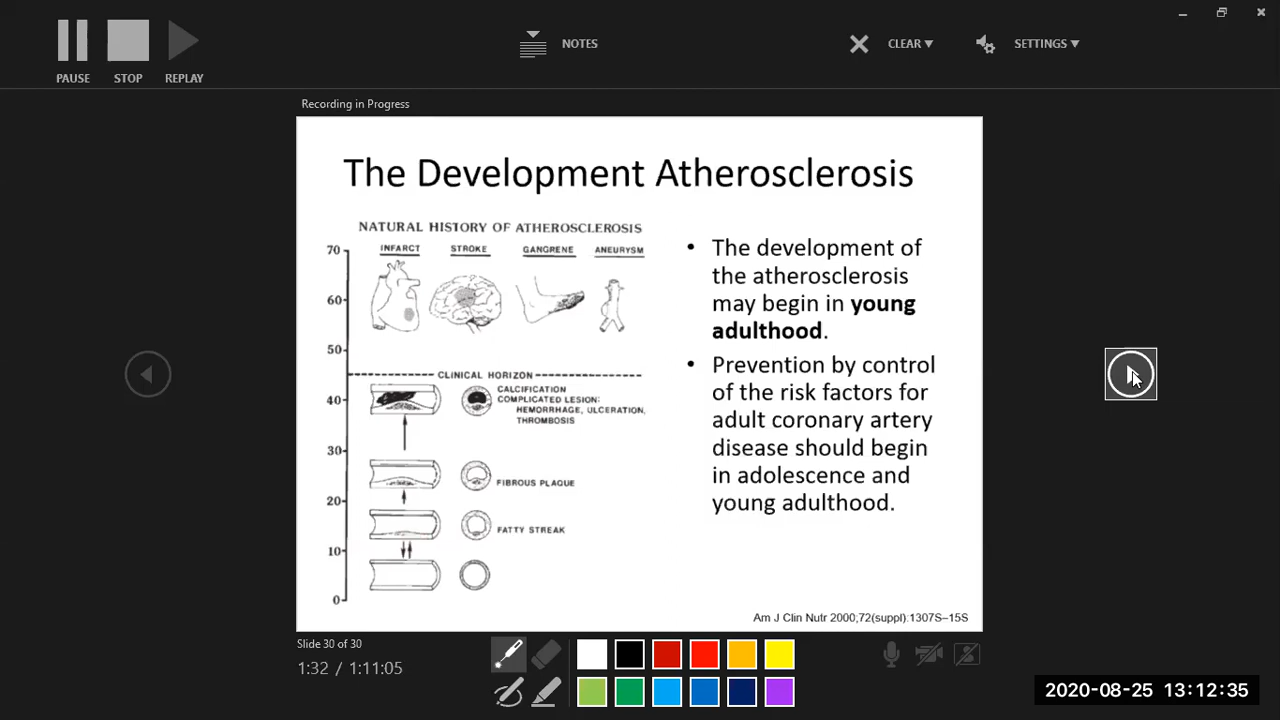 PAUSE
STOP
REPLAY
NOTES
CLEAR
SETTINGS
Recording in Progress
The Development Atherosclerosis
NATURAL HISTORY OF ATHEROSCLEROSIS
INFARCT
STROKE
GANGRENE
ANEURYSM
70
60
50
40
30
20
10
0
CLINICAL HORIZON
CALCIFICATION
COMPLICATED LESION:
HEMORRHAGE, ULCERATION,
THROMBOSIS
FIBROUS PLAQUE
FATTY STREAK
• The development of
the atherosclerosis
may begin in young
adulthood.
• Prevention by control
of the risk factors for
adult coronary artery
disease should begin
in adolescence and
young adulthood.
Am J Clin Nutr 2000;72(suppl):1307S–15S
Slide 30 of 30
1:32 / 1:11:05
2020-08-25 13:12:35